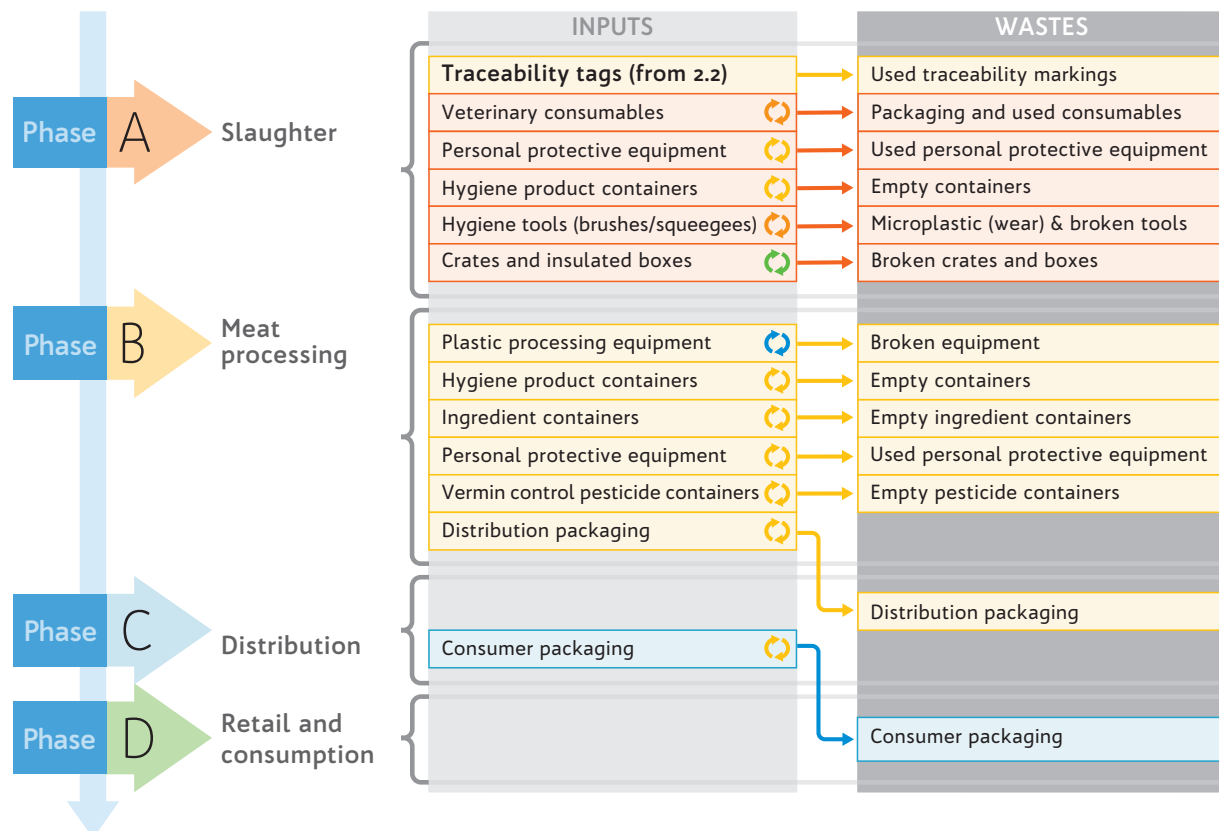 INPUTS
WASTES
Phase A
Slaughter
Traceability tags (from 2.2)
Used traceability markings
Veterinary consumables
Packaging and used consumables
Personal protective equipment
Used personal protective equipment
Hygiene product containers
Empty containers
Hygiene tools (brushes/squeegees)
Microplastic (wear) & broken tools
Crates and insulated boxes
Broken crates and boxes
Phase B
Meat
processing
Plastic processing equipment
Broken equipment
Hygiene product containers
Empty containers
Ingredient containers
Empty ingredient containers
Personal protective equipment
Used personal protective equipment
Vermin control pesticide containers
Empty pesticide containers
Distribution packaging
Phase C
Distribution
Distribution packaging
Consumer packaging
Phase D
Retail and
consumption
Consumer packaging